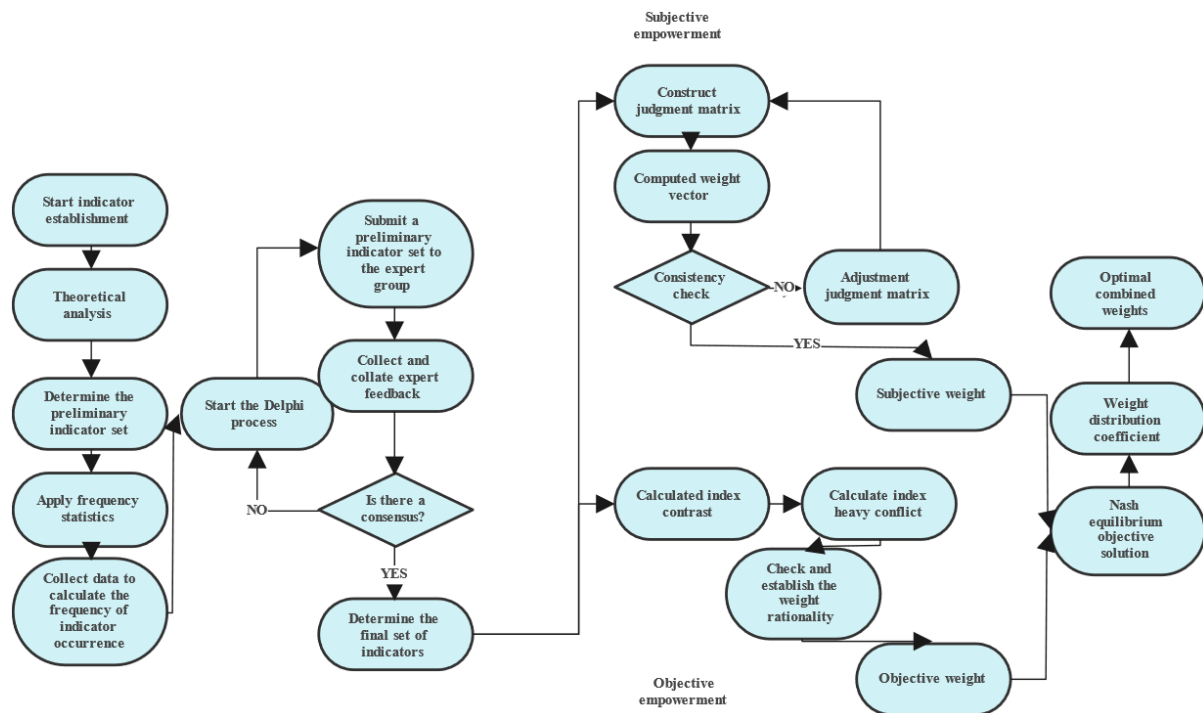 Start indicator
establishment
Theoretical
analysis
Determine the
preliminary
indicator set
Apply frequency
statistics
Collect data to
calculate the
frequency of
indicator
occurrence
Start the Delphi
process
Submit a
preliminary
indicator set to
the expert
group
Collect and
collate expert
feedback
Is there a
consensus?
NO
YES
Determine the
final set of
indicators
Subjective
empowerment
Construct
judgment matrix
Computed weight
vector
Consistency
check
NO
Adjustment
judgment matrix
YES
Subjective weight
Calculated index
contrast
Calculate index
heavy conflict
Check and
establish the
weight
rationality
Objective weight
Objective
empowerment
Optimal
combined
weights
Weight
distribution
coefficient
Nash
equilibrium
objective
solution